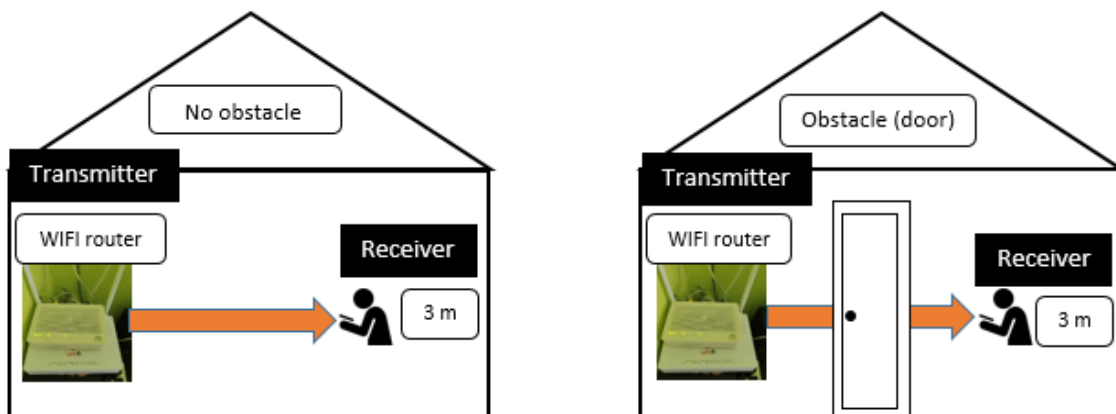 No obstacle
Transmitter
WIFI router
Receiver
3 m
Obstacle (door)
Transmitter
WIFI router
Receiver
3 m